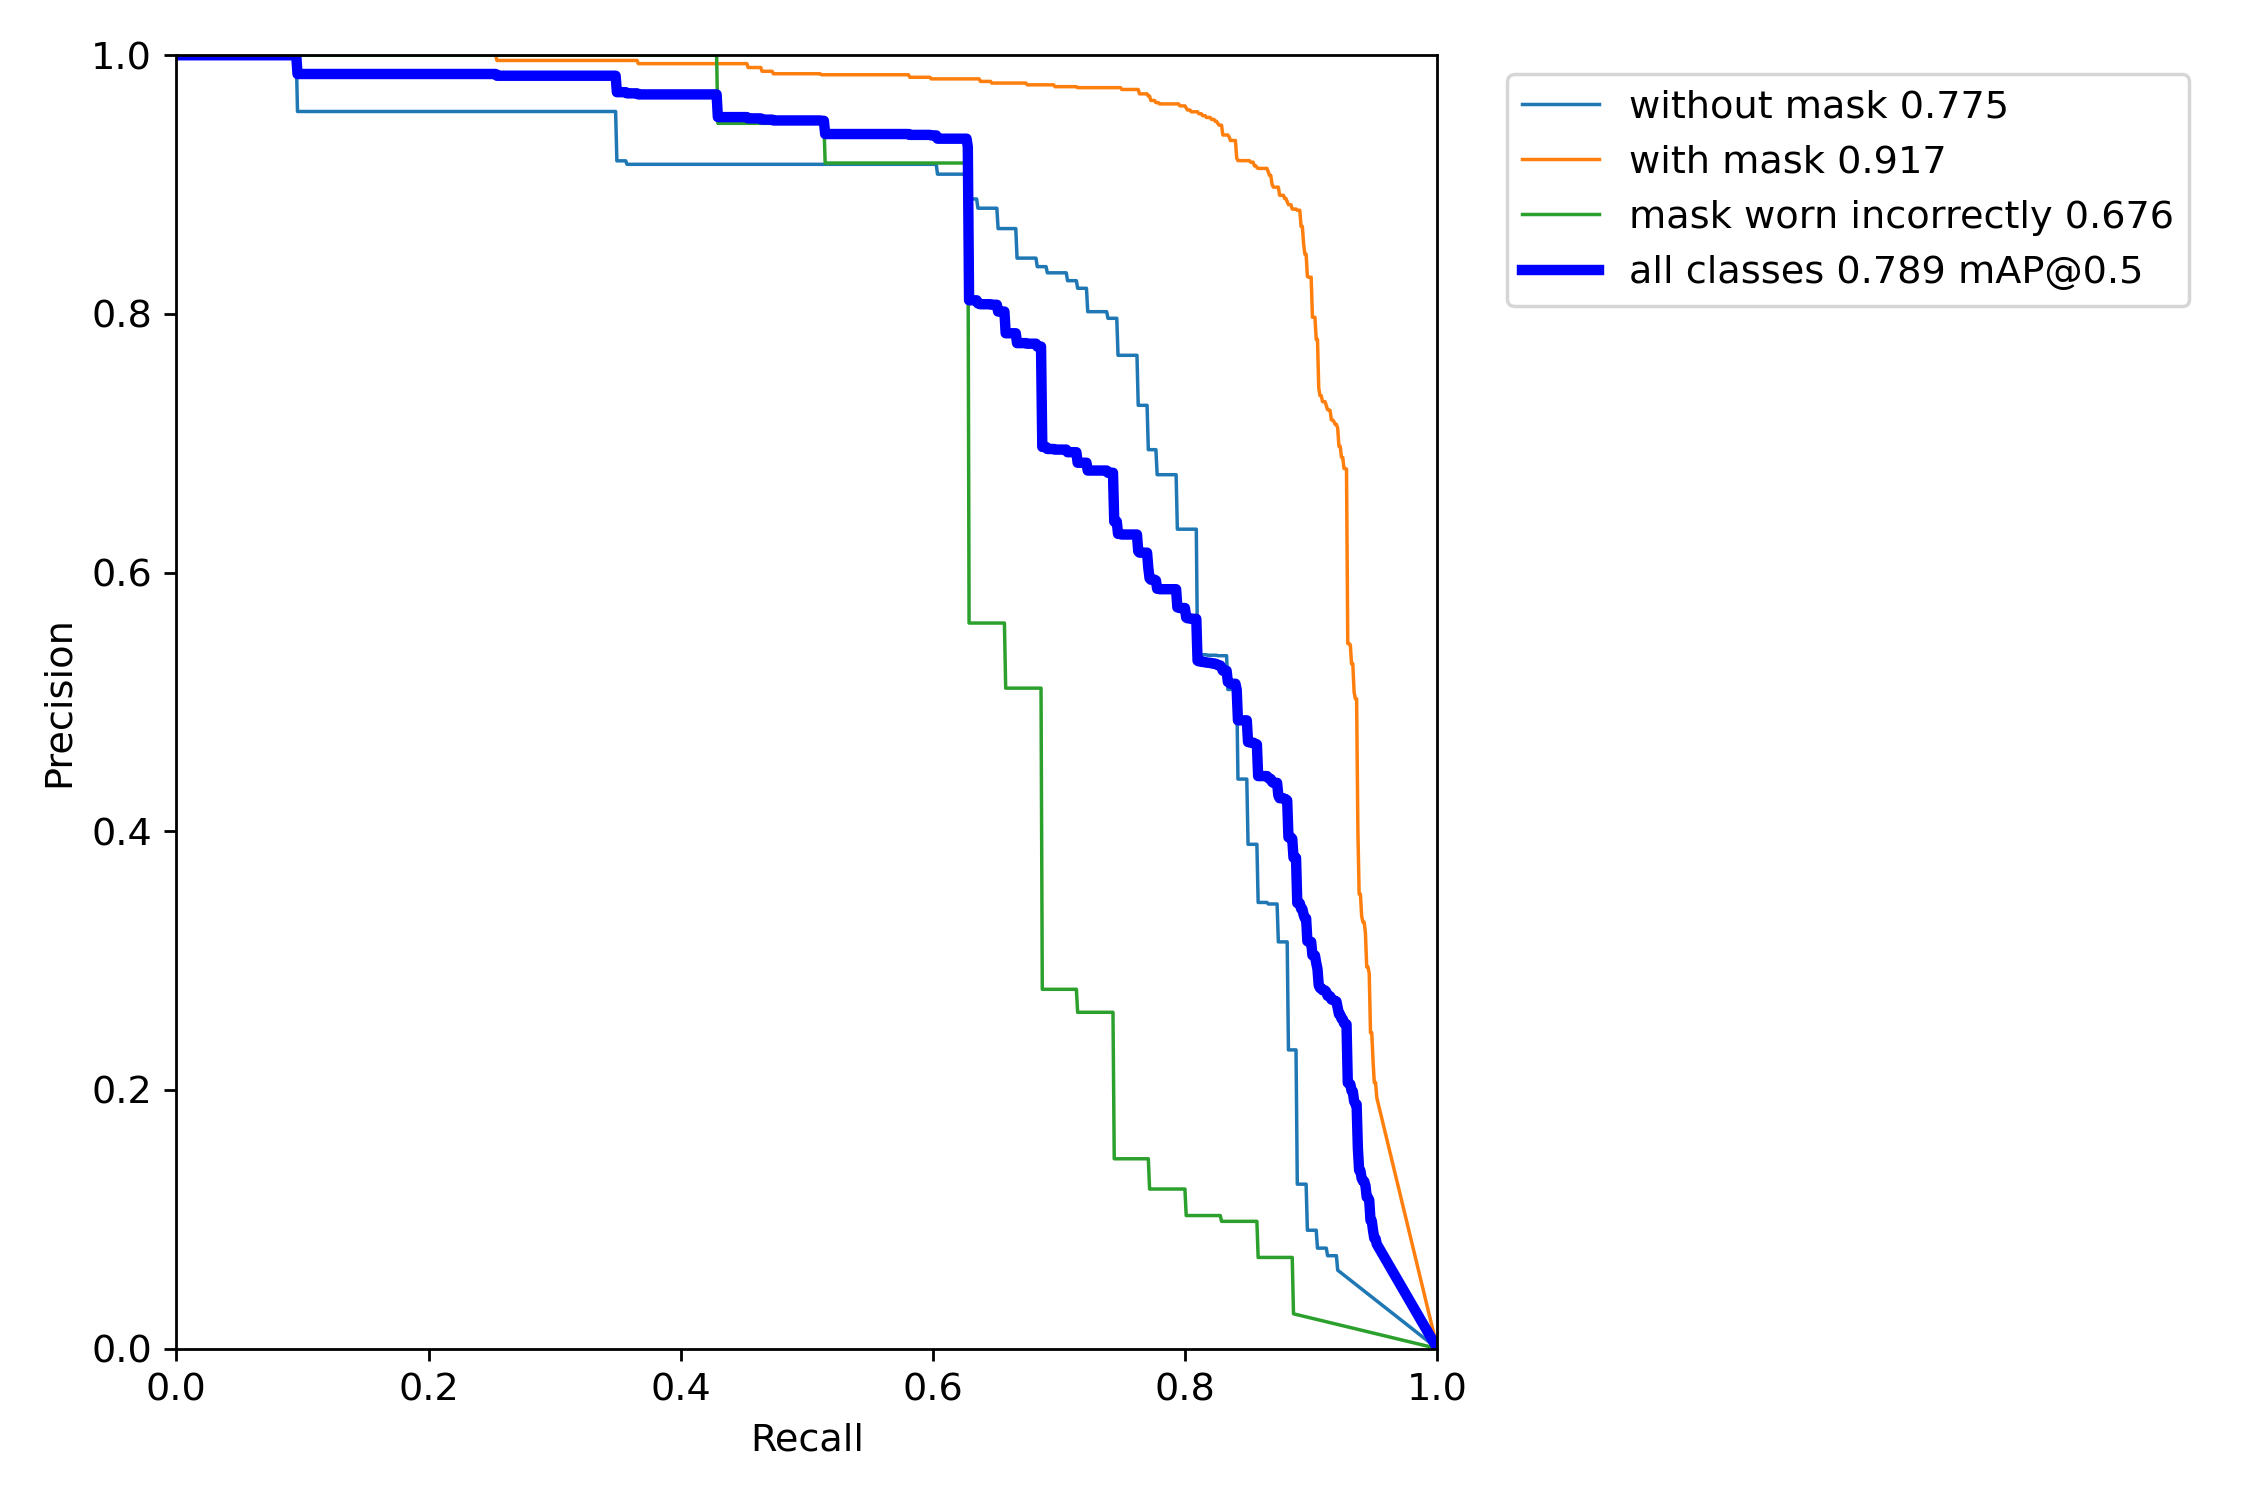 1.0
0.8
0.6
0.4
0.2
0.0
Precision
0.0 0.2 0.4 0.6 0.8 1.0
Recall
without mask 0.775
with mask 0.917
mask worn incorrectly 0.676
all classes 0.789 mAP@0.5